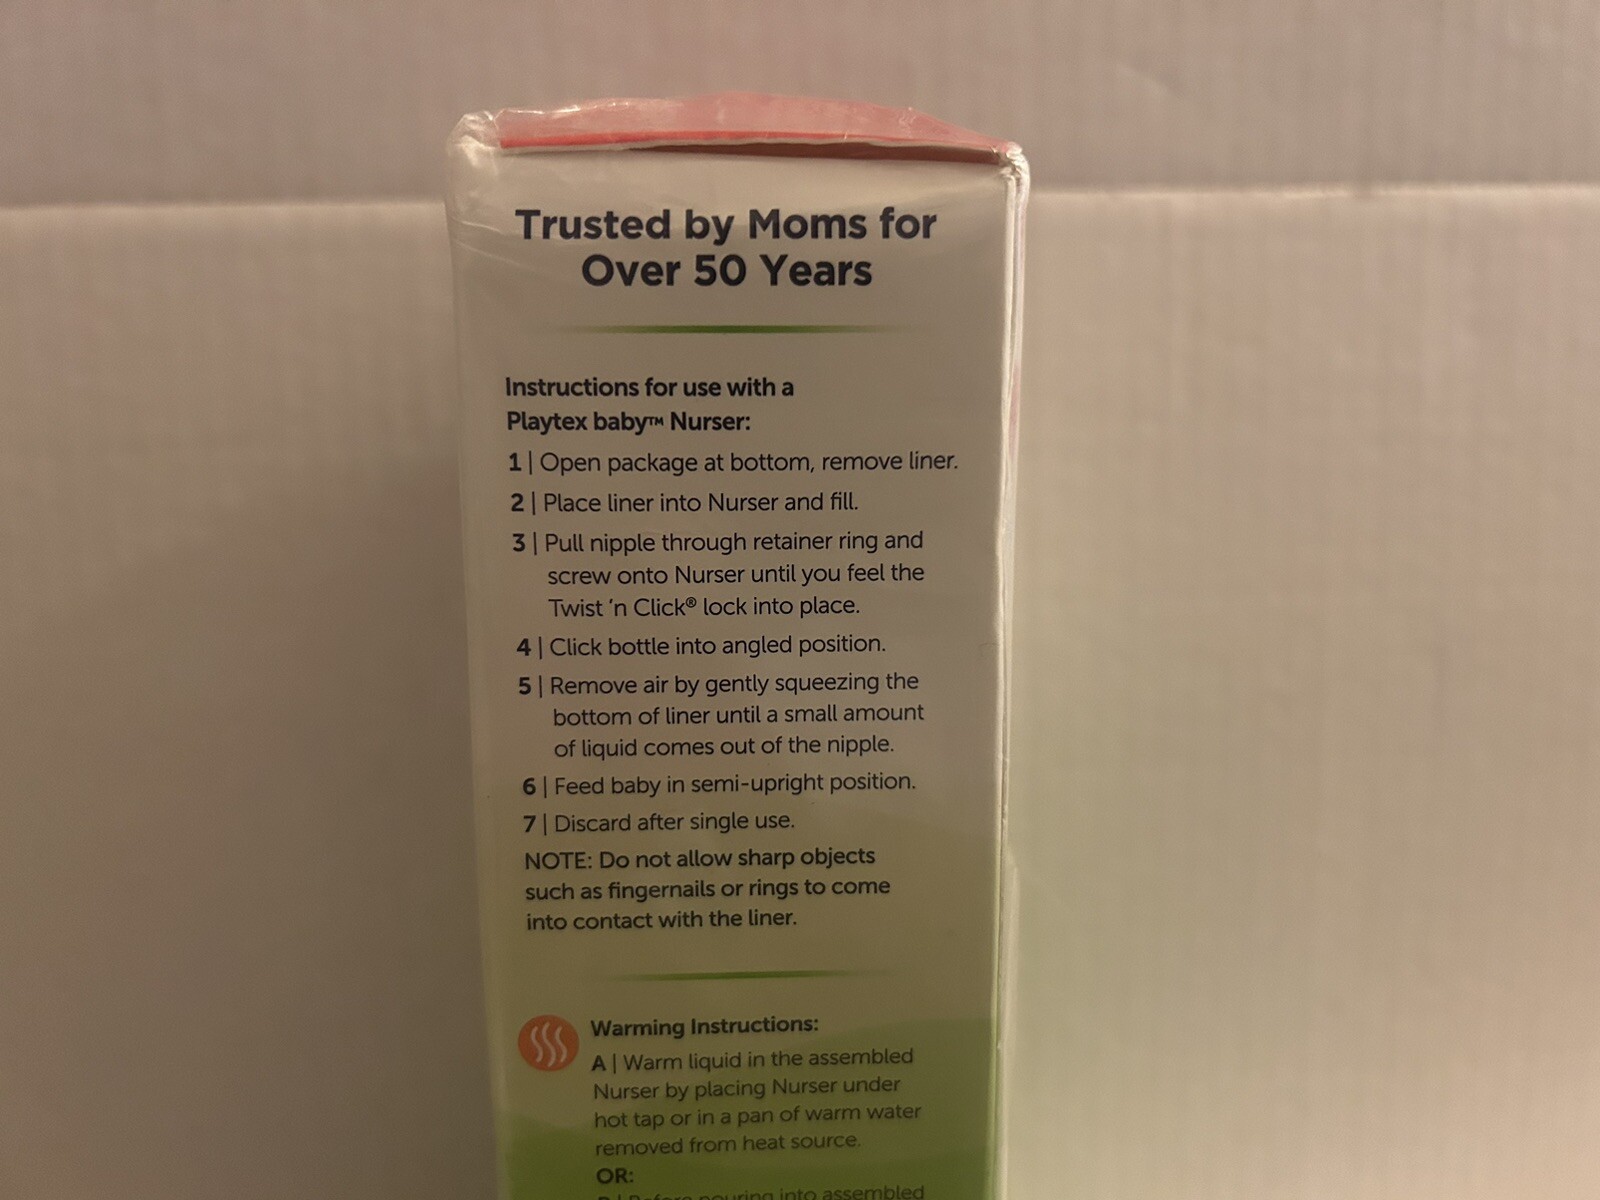 Trusted by Moms for
Over 50 Years
Instructions for use with a
Playtex baby™ Nurser:
1 | Open package at bottom, remove liner.
2 | Place liner into Nurser and fill.
3 | Pull nipple through retainer ring and
screw onto Nurser until you feel the
Twist ’n Click® lock into place.
4 | Click bottle into angled position.
5 | Remove air by gently squeezing the
bottom of liner until a small amount
of liquid comes out of the nipple.
6 | Feed baby in semi-upright position.
7 | Discard after single use.
NOTE: Do not allow sharp objects
such as fingernails or rings to come
into contact with the liner.
Warming Instructions:
A | Warm liquid in the assembled
Nurser by placing Nurser under
hot tap or in a pan of warm water
removed from heat source.
OR:
B | Before pouring into assembled